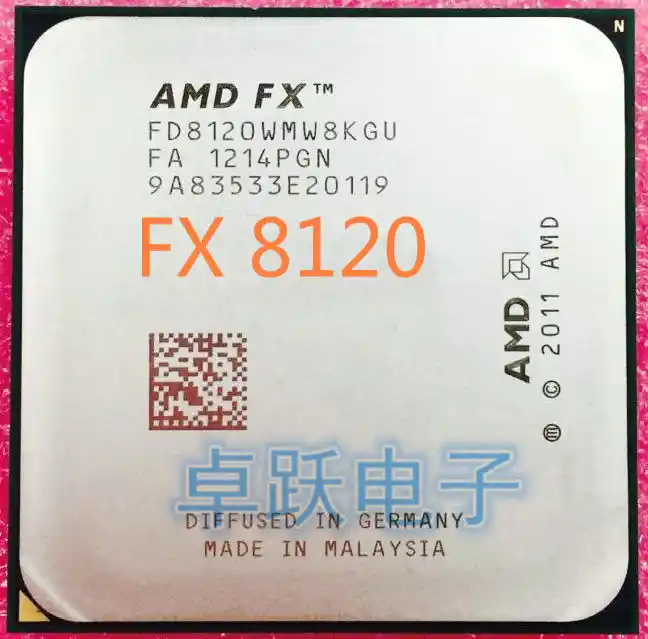 N
AMD FX™
FD8120WMW8KGU
FA 1214PGN
9A83533E20119
FX 8120
AMD
ⓜ © 2011 AMD
卓跃电子
DIFFUSED IN GERMANY
MADE IN MALAYSIA